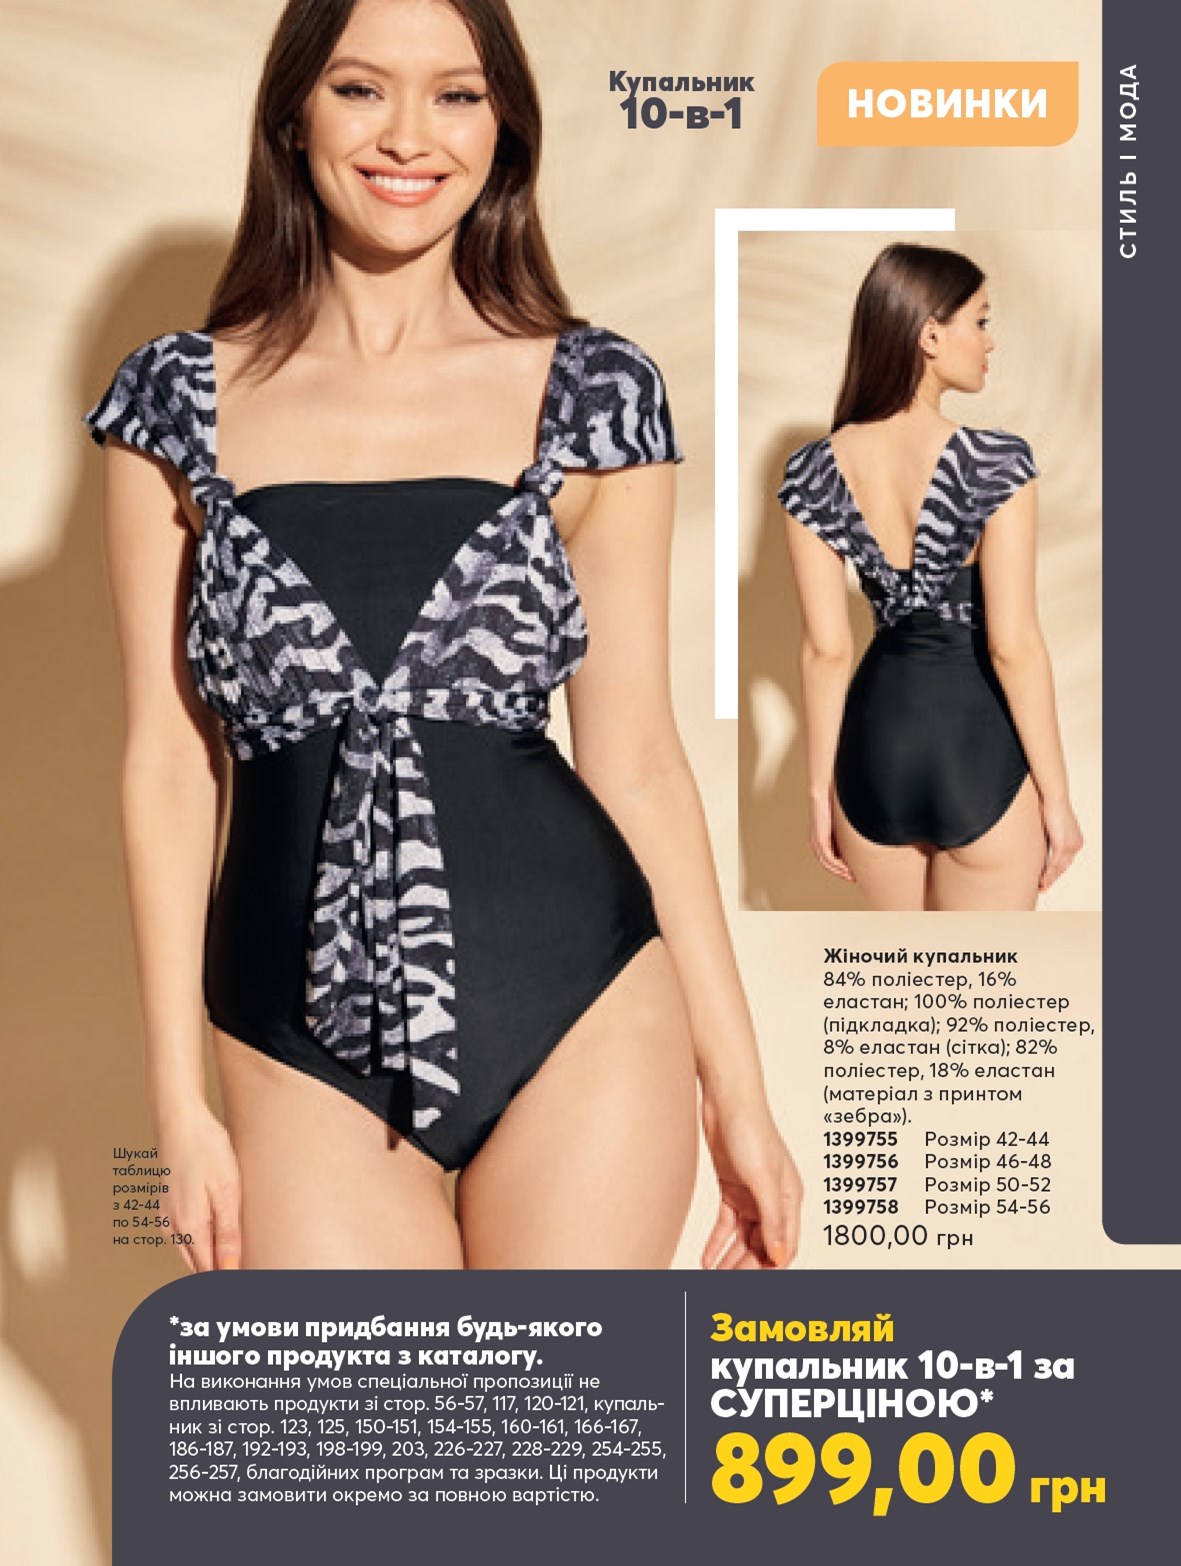 Купальник
10-в-1
НОВИНКИ
СТИЛЬ І МОДА
Жіночий купальник
84% поліестер, 16%
еластан; 100% поліестер
(підкладка); 92% поліестер,
8% еластан (сітка); 82%
поліестер, 18% еластан
(матеріал з принтом
«зебра»).
1399755 Розмір 42-44
1399756 Розмір 46-48
1399757 Розмір 50-52
1399758 Розмір 54-56
1800,00 грн
Шукай
таблицю
розмірів
з 42-44
по 54-56
на стор. 130.
*за умови придбання будь-якого
іншого продукта з каталогу.
На виконання умов спеціальної пропозиції не
впливають продукти зі стор. 56-57, 117, 120-121, купаль-
ник зі стор. 123, 125, 150-151, 154-155, 160-161, 166-167,
186-187, 192-193, 198-199, 203, 226-227, 228-229, 254-255,
256-257, благодійних програм та зразки. Ці продукти
можна замовити окремо за повною вартістю.
Замовляй
купальник 10-в-1 за
СУПЕРЦІНОЮ*
899,00 грн